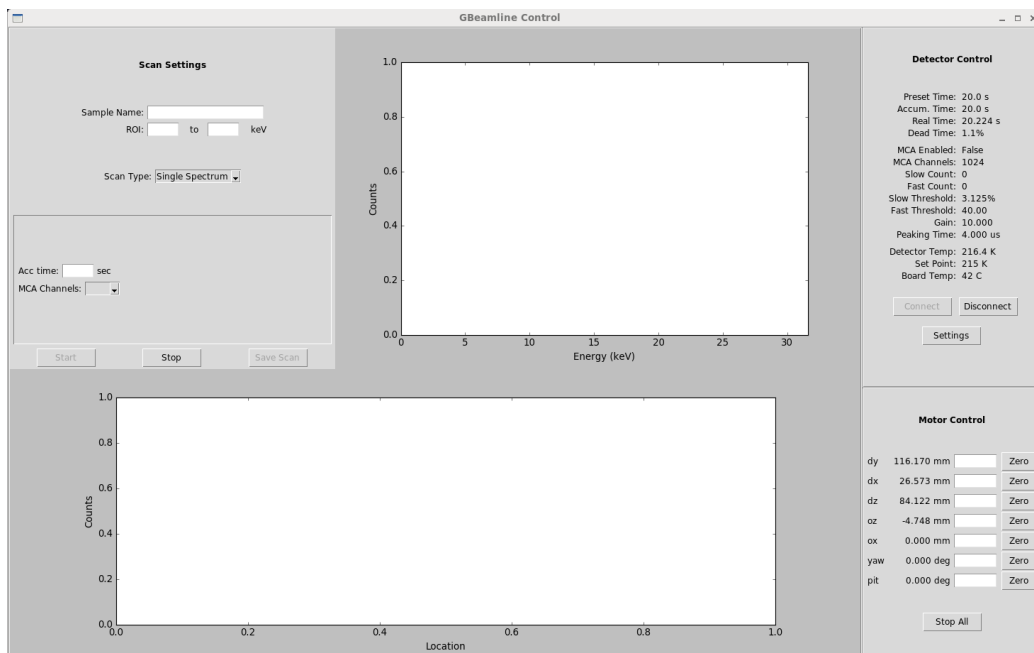 GBeamline Control
Scan Settings
Sample Name:
ROI: to keV
Scan Type: Single Spectrum
Acc time: sec
MCA Channels:
Start Stop Save Scan
1.0
0.8
0.6
0.4
0.2
0.0
Counts
0 5 10 15 20 25 30
Energy (keV)
1.0
0.8
0.6
0.4
0.2
0.0
Counts
0.0 0.2 0.4 0.6 0.8 1.0
Location
Detector Control
Preset Time: 20.0 s
Accum. Time: 20.0 s
Real Time: 20.224 s
Dead Time: 1.1%
MCA Enabled: False
MCA Channels: 1024
Slow Count: 0
Fast Count: 0
Slow Threshold: 3.125%
Fast Threshold: 40.00
Gain: 10.000
Peaking Time: 4.000 us
Detector Temp: 216.4 K
Set Point: 215 K
Board Temp: 42 C
Connect Disconnect
Settings
Motor Control
dy 116.170 mm Zero
dx 26.573 mm Zero
dz 84.122 mm Zero
oz -4.748 mm Zero
ox 0.000 mm Zero
yaw 0.000 deg Zero
pit 0.000 deg Zero
Stop All